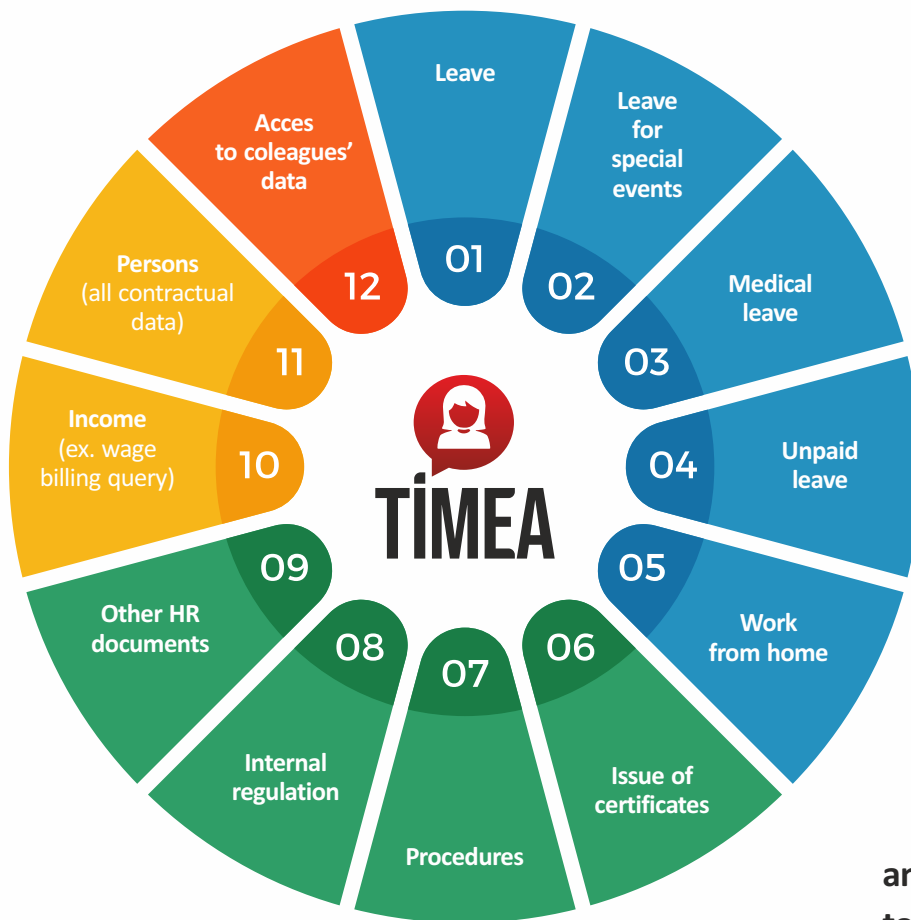 Leave
01
Leave
for
special
events
02
Medical
leave
03
Unpaid
leave
04
Work
from home
05
Issue of
certificates
06
Procedures
07
Internal
regulation
08
Other HR
documents
09
Income
(ex. wage
billing query)
10
Persons
(all contractual
data)
11
Acces
to coleagues'
data
12
TİMEA